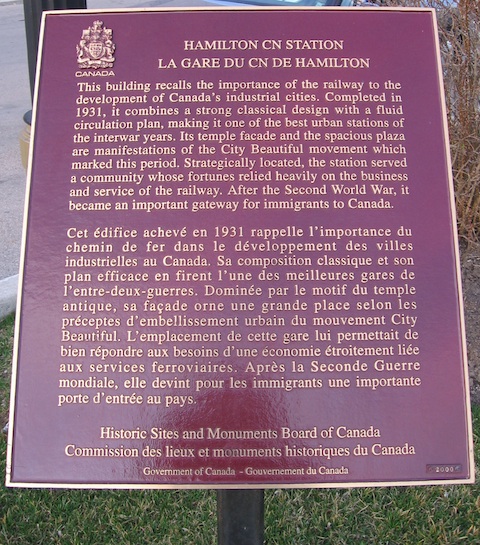 CANADA
HAMILTON CN STATION
LA GARE DU CN DE HAMILTON
This building recalls the importance of the railway to the
development of Canada's industrial cities. Completed in
1931, it combines a strong classical design with a fluid
circulation plan, making it one of the best urban stations of
the interwar years. Its temple facade and the spacious plaza
are manifestations of the City Beautiful movement which
marked this period. Strategically located, the station served
a community whose fortunes relied heavily on the business
and service of the railway. After the Second World War, it
became an important gateway for immigrants to Canada.
Cet édifice achevé en 1931 rappelle l'importance du
chemin de fer dans le développement des villes
industrielles au Canada. Sa composition classique et son
plan efficace en firent l'une des meilleures gares de
l'entre-deux-guerres. Dominée par le motif du temple
antique, sa façade orne une grande place selon les
préceptes d'embellissement urbain du mouvement City
Beautiful. L'emplacement de cette gare lui permettait de
bien répondre aux besoins d'une économie étroitement liée
aux services ferroviaires. Après la Seconde Guerre
mondiale, elle devint pour les immigrants une importante
porte d'entrée au pays.
Historic Sites and Monuments Board of Canada
Commission des lieux et monuments historiques du Canada
Government of Canada - Gouvernement du Canada
2000